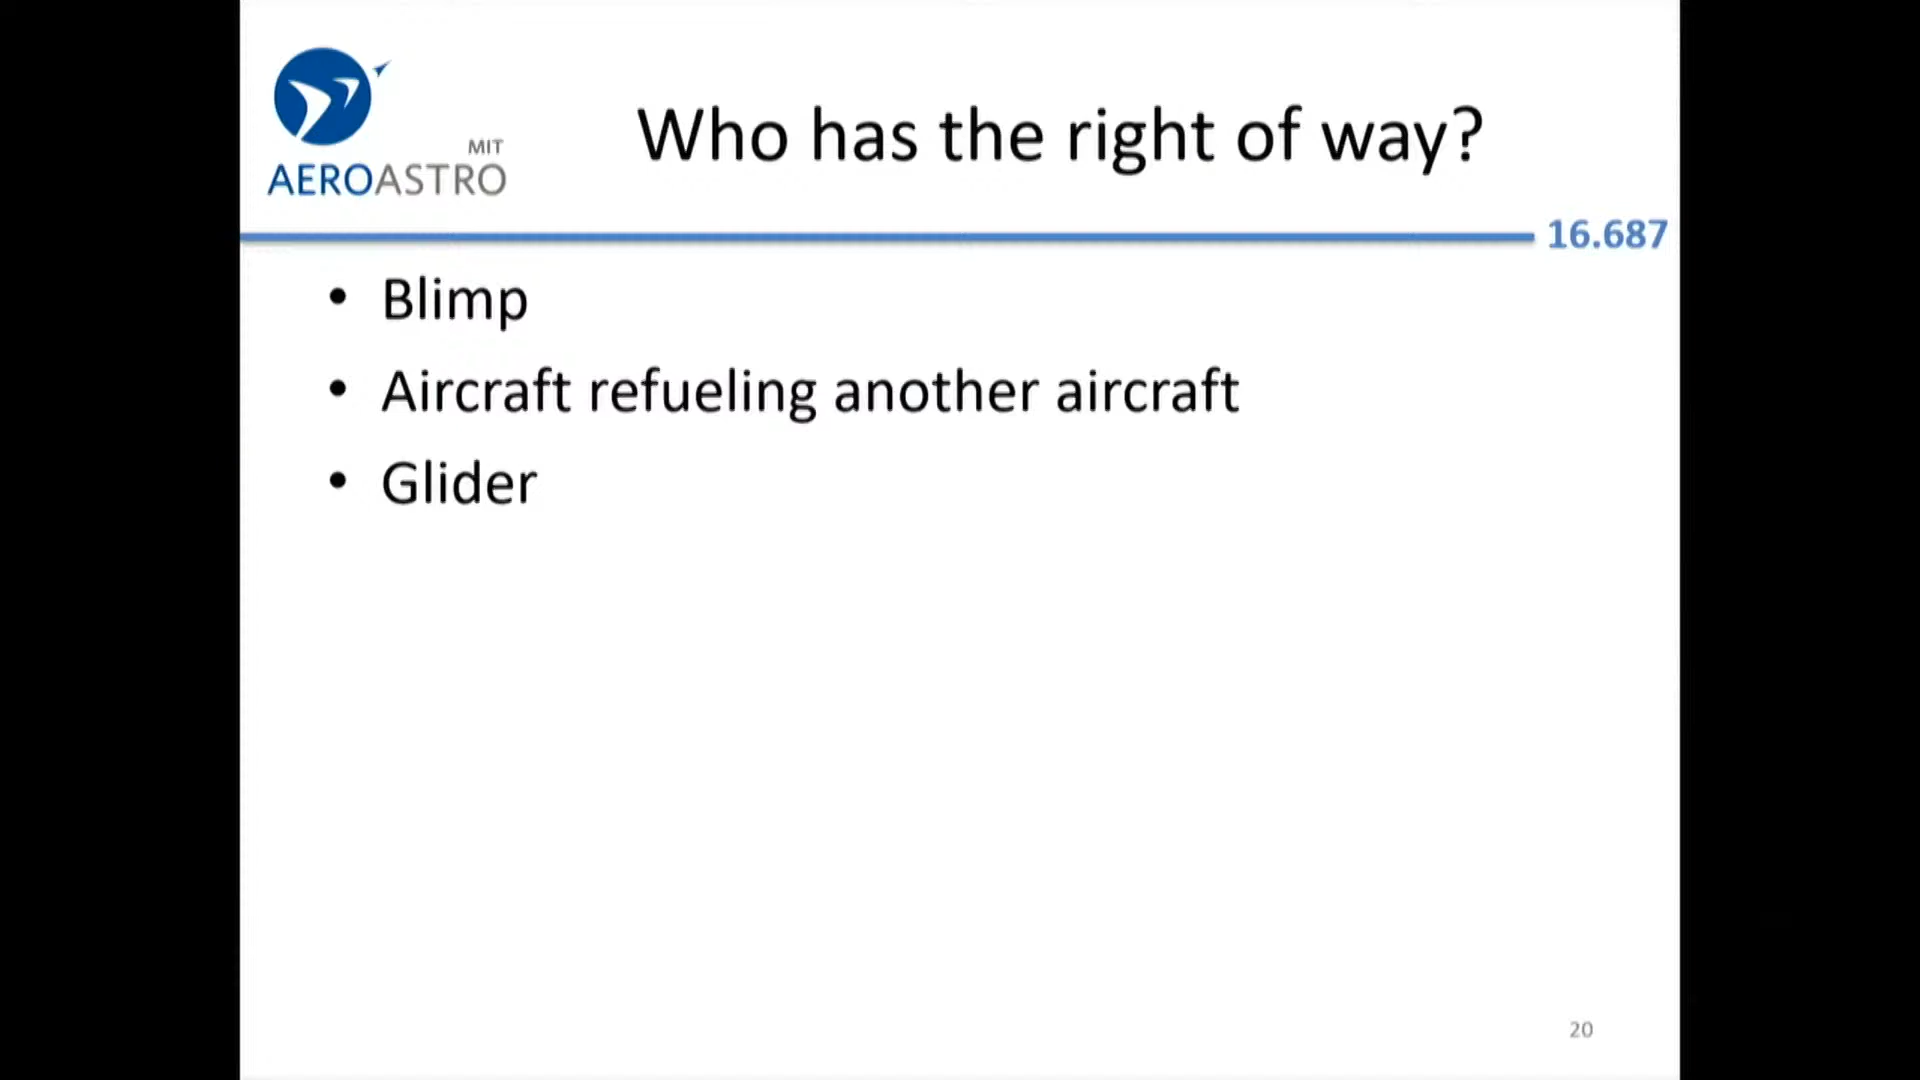 MIT
AEROASTRO
Who has the right of way?
16.687
• Blimp
• Aircraft refueling another aircraft
• Glider
20